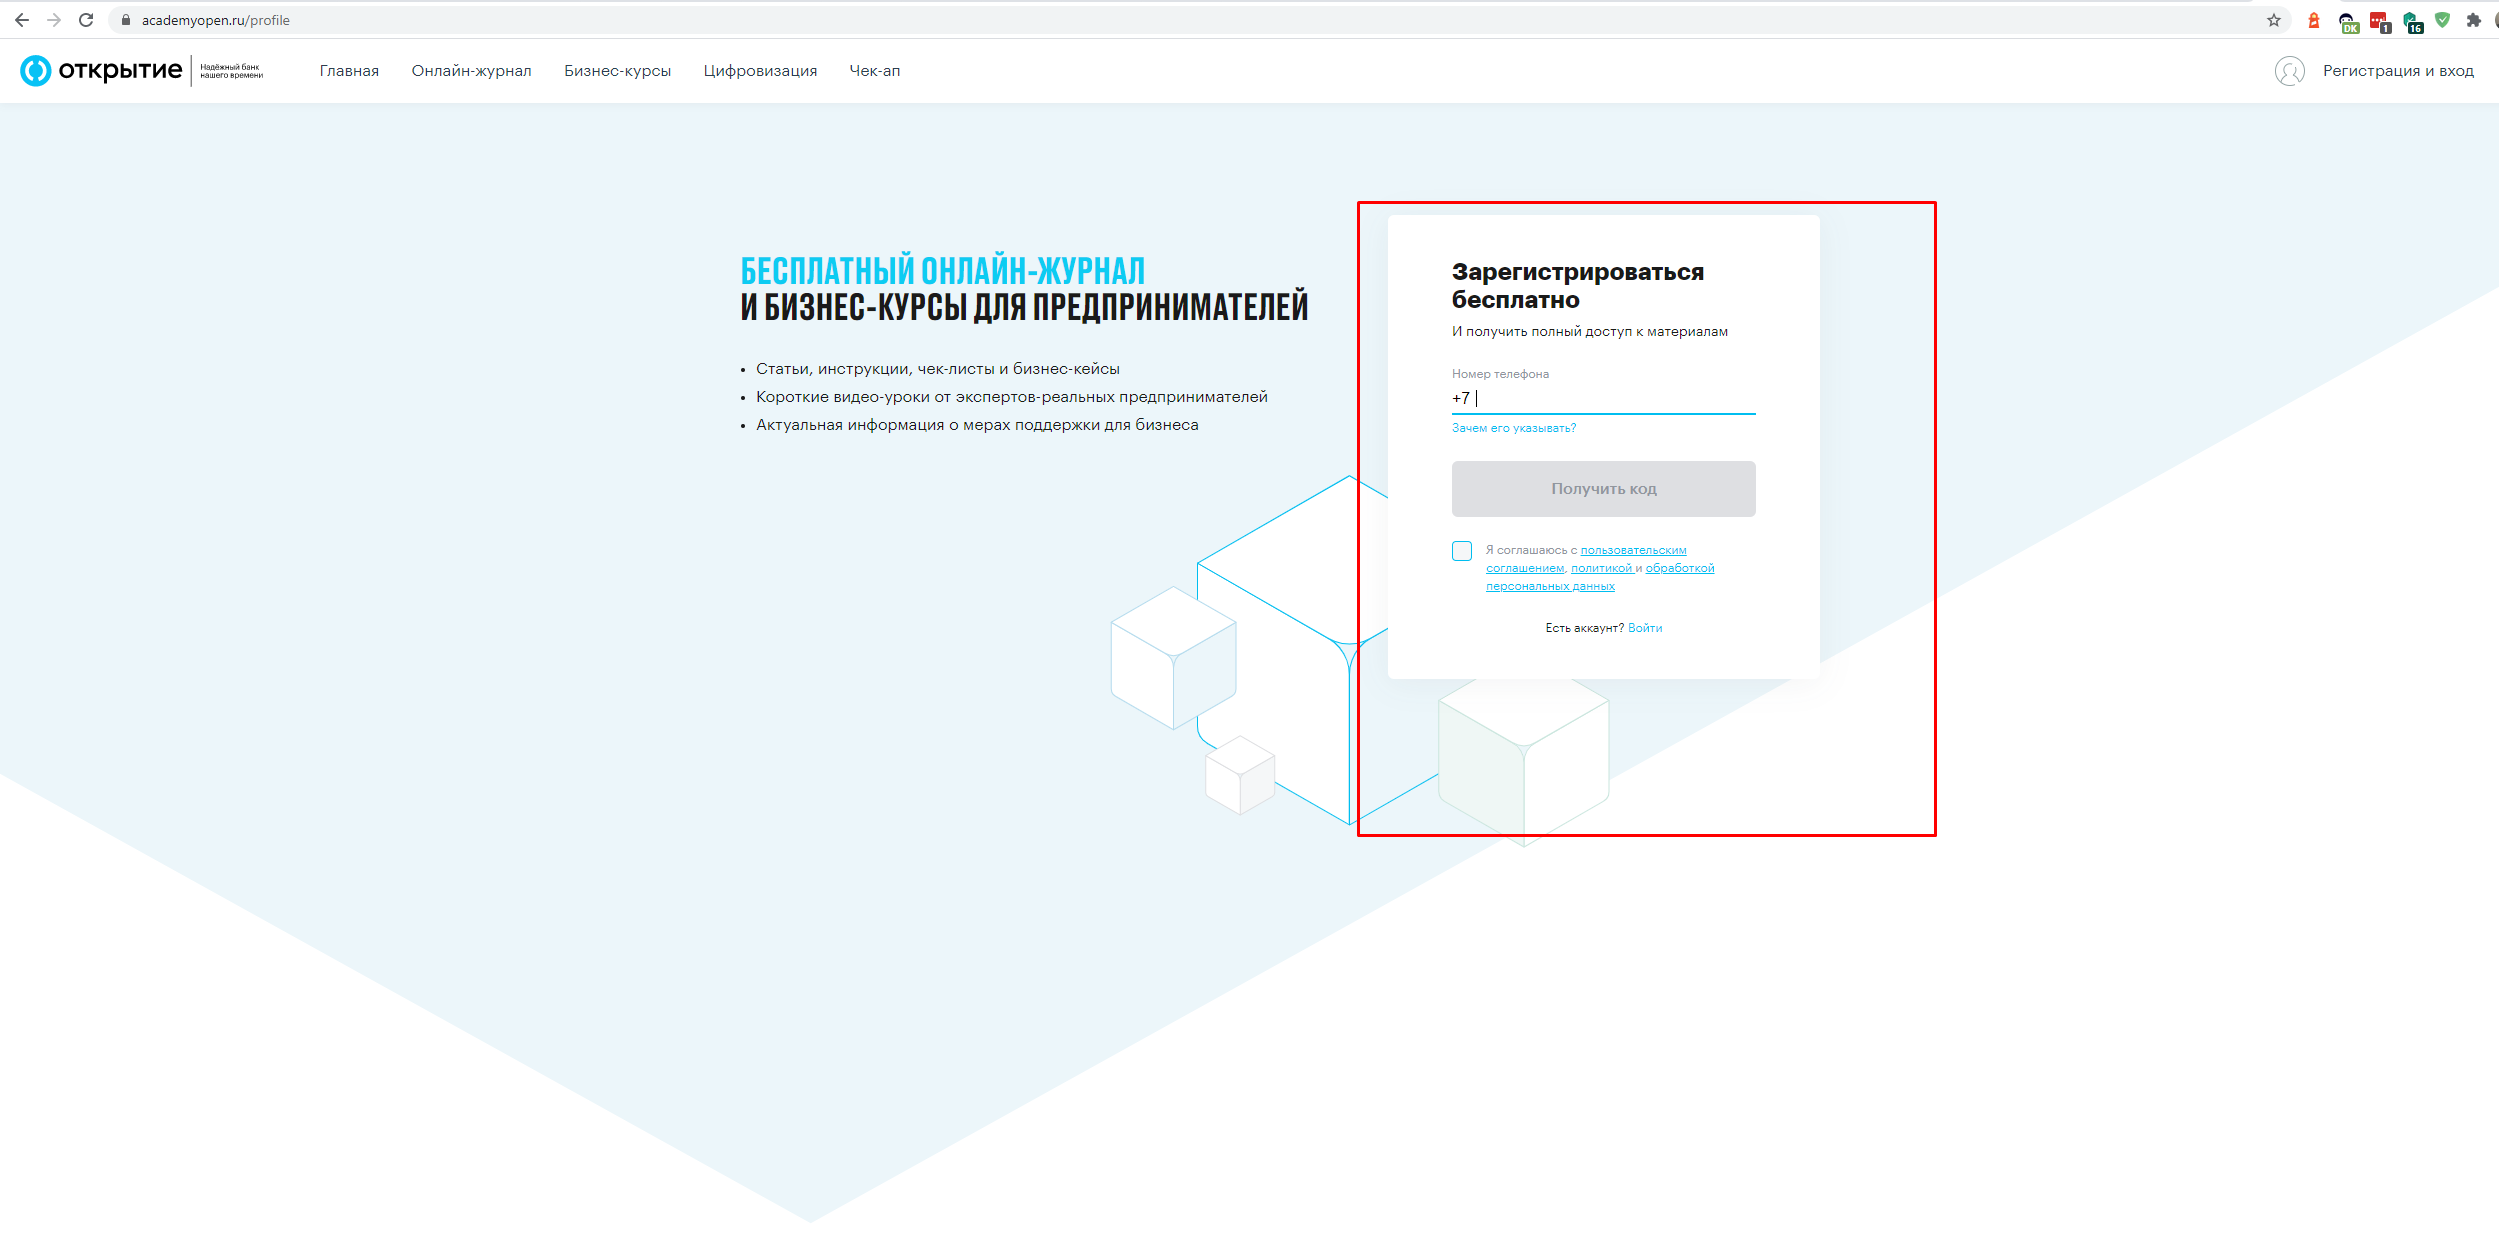 academyopen.ru/profile
DK
1
16
открытие
Надёжный банк
нашего времени
Главная
Онлайн-журнал
Бизнес-курсы
Цифровизация
Чек-ап
Регистрация и вход
БЕСПЛАТНЫЙ ОНЛАЙН-ЖУРНАЛ
И БИЗНЕС-КУРСЫ ДЛЯ ПРЕДПРИНИМАТЕЛЕЙ
• Статьи, инструкции, чек-листы и бизнес-кейсы
• Короткие видео-уроки от экспертов-реальных предпринимателей
• Актуальная информация о мерах поддержки для бизнеса
Зарегистрироваться
бесплатно
И получить полный доступ к материалам
Номер телефона
+7
Зачем его указывать?
Получить код
Я соглашаюсь с пользовательским
соглашением, политикой и обработкой
персональных данных
Есть аккаунт? Войти